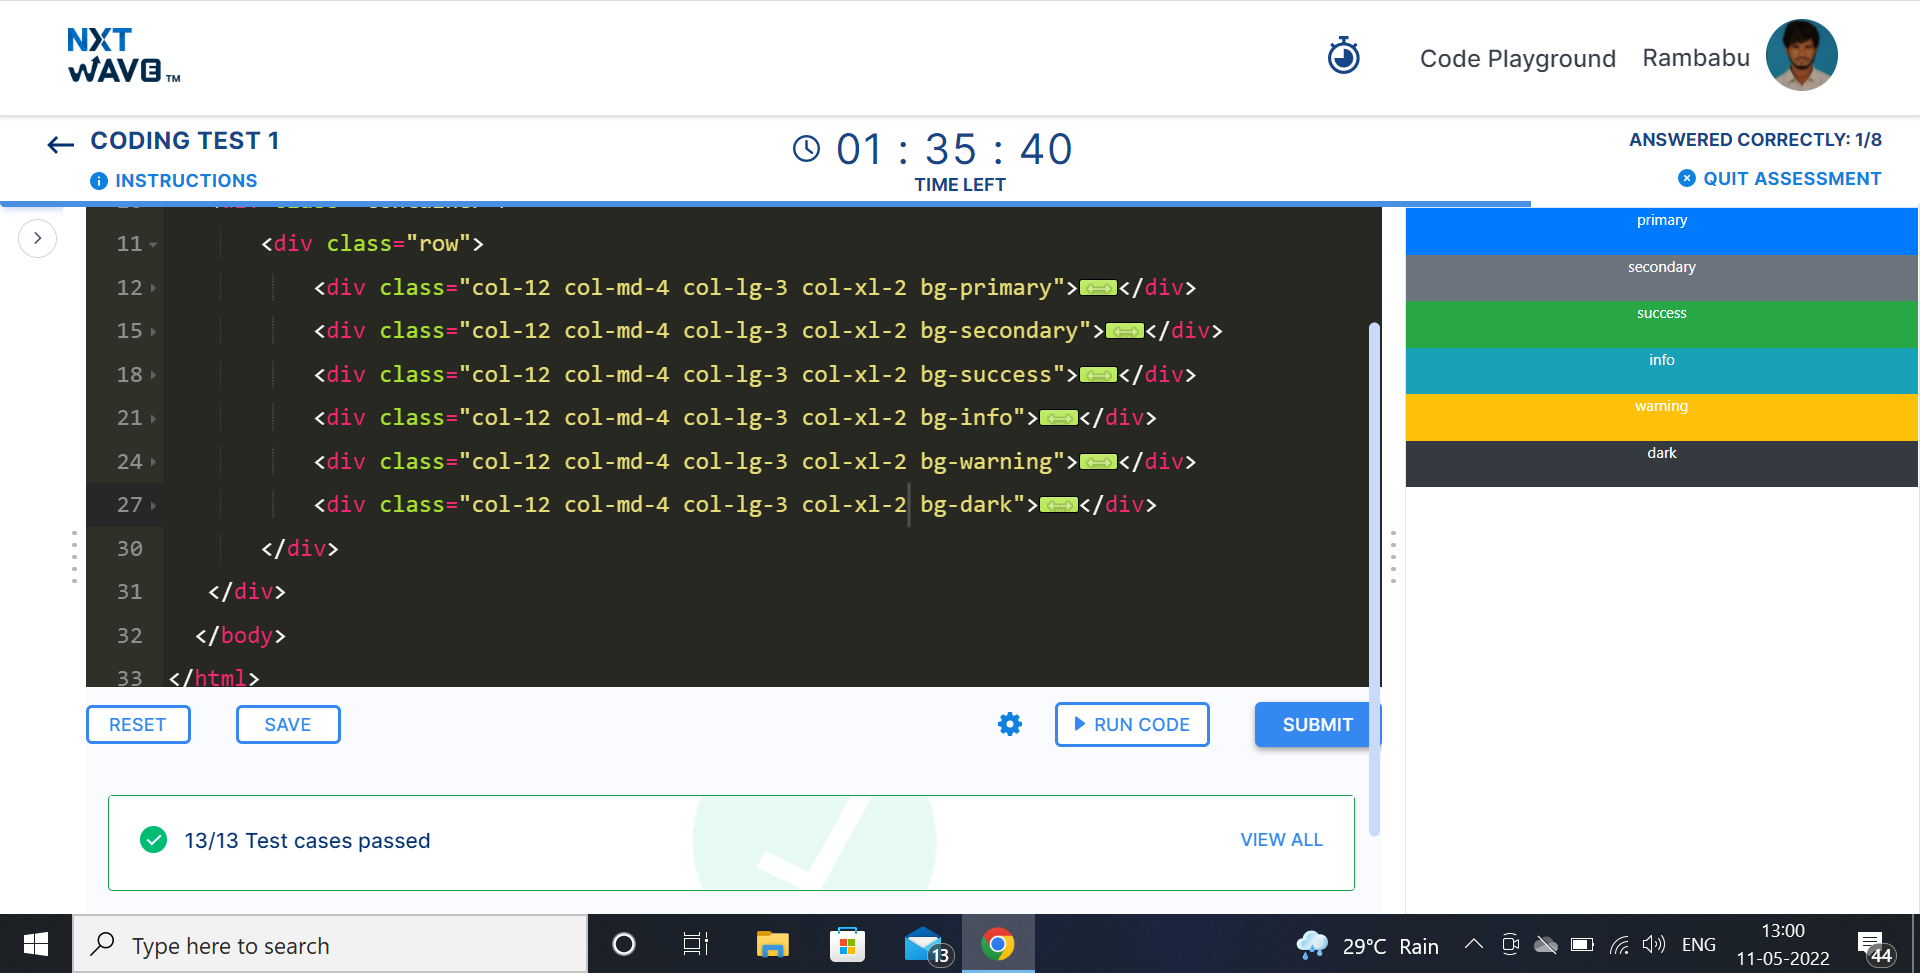 NXT
WAVE TM
Code Playground
Rambabu
CODING TEST 1
INSTRUCTIONS
01 : 35 : 40
TIME LEFT
ANSWERED CORRECTLY: 1/8
QUIT ASSESSMENT
11 <div class="row">
12 <div class="col-12 col-md-4 col-lg-3 col-xl-2 bg-primary"></div>
15 <div class="col-12 col-md-4 col-lg-3 col-xl-2 bg-secondary"></div>
18 <div class="col-12 col-md-4 col-lg-3 col-xl-2 bg-success"></div>
21 <div class="col-12 col-md-4 col-lg-3 col-xl-2 bg-info"></div>
24 <div class="col-12 col-md-4 col-lg-3 col-xl-2 bg-warning"></div>
27 <div class="col-12 col-md-4 col-lg-3 col-xl-2 bg-dark"></div>
30 </div>
31 </div>
32 </body>
33 </html>
primary
secondary
success
info
warning
dark
RESET
SAVE
RUN CODE
SUBMIT
13/13 Test cases passed
VIEW ALL
Type here to search
13
29°C Rain
ENG
13:00
11-05-2022
44